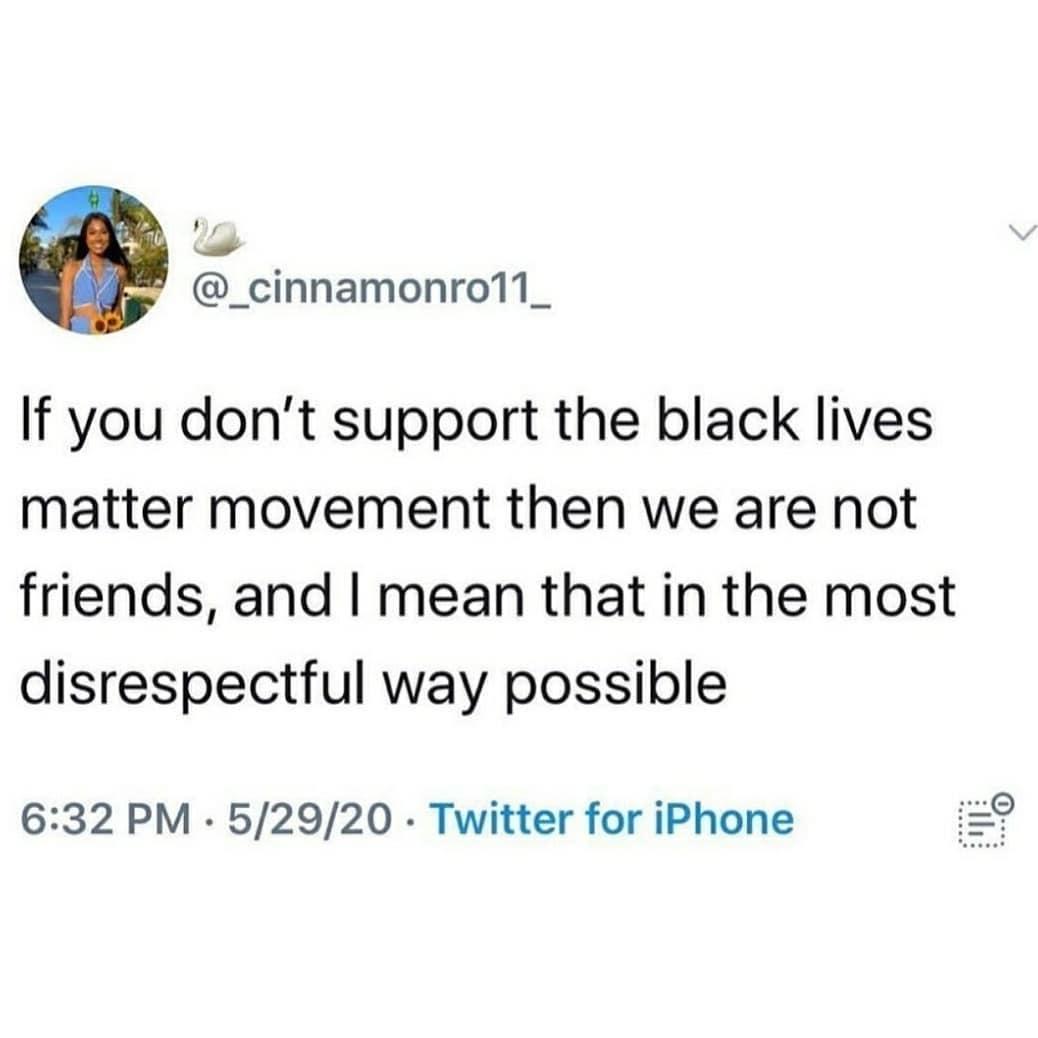 🦢
@_cinnamonro11_
If you don’t support the black lives
matter movement then we are not
friends, and I mean that in the most
disrespectful way possible
6:32 PM · 5/29/20 · Twitter for iPhone